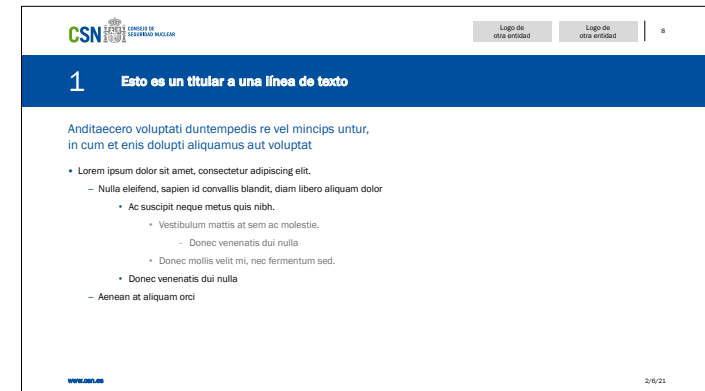 CSN CONSEJO DE
SEGURIDAD NUCLEAR
Logo de
otra entidad
Logo de
otra entidad
8
1 Esto es un titular a una línea de texto
Anditaecero voluptati duntempedis re vel mincips untur,
in cum et enis dolupti aliquamus aut voluptat
• Lorem ipsum dolor sit amet, consectetur adipiscing elit.
– Nulla eleifend, sapien id convallis blandit, diam libero aliquam dolor
• Ac suscipit neque metus quis nibh.
• Vestibulum mattis at sem ac molestie.
- Donec venenatis dui nulla
• Donec mollis velit mi, nec fermentum sed.
• Donec venenatis dui nulla
– Aenean at aliquam orci
www.csn.es
2/6/21